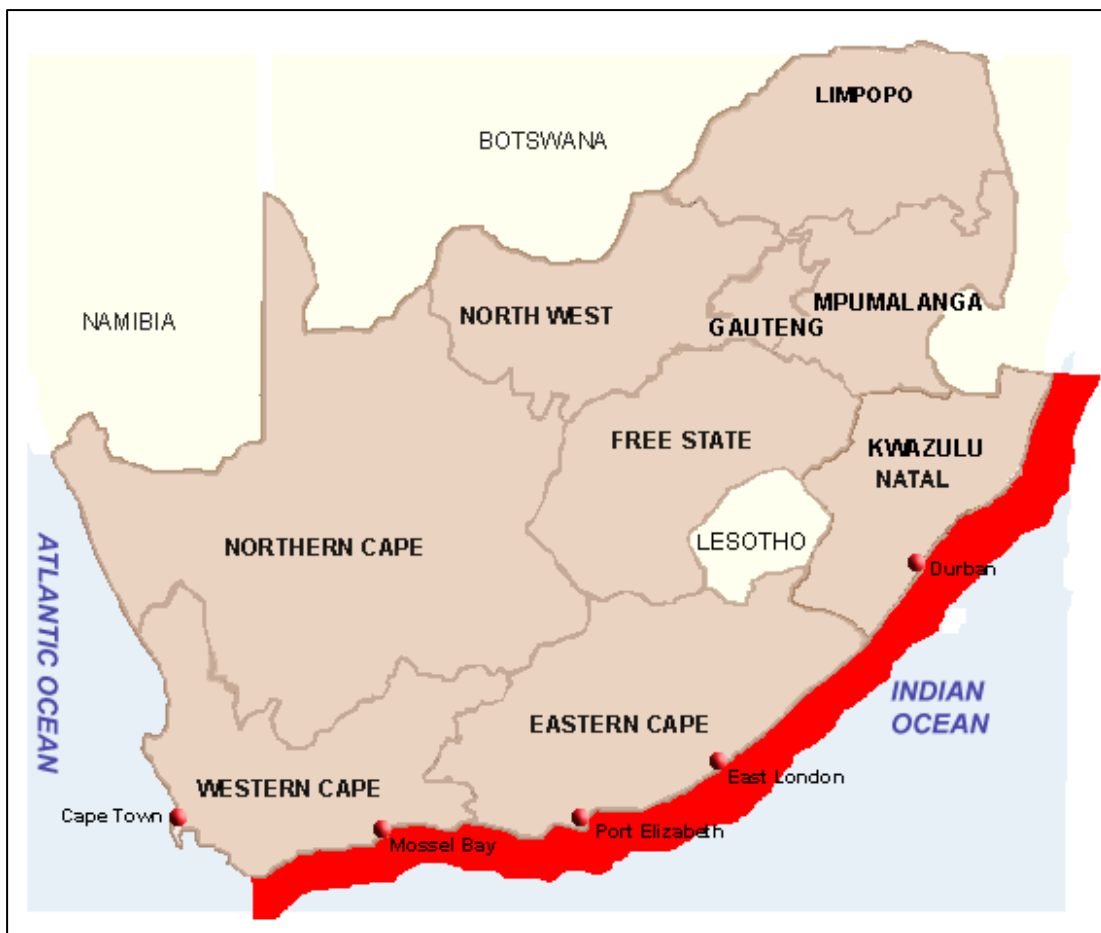 LIMPOPO
BOTSWANA
NAMIBIA
NORTH WEST
GAUTENG
MPUMALANGA
FREE STATE
KWAZULU
NATAL
NORTHERN CAPE
LESOTHO
Durban
ATLANTIC OCEAN
INDIAN
OCEAN
EASTERN CAPE
East London
WESTERN CAPE
Cape Town
Mossel Bay
Port Elizabeth